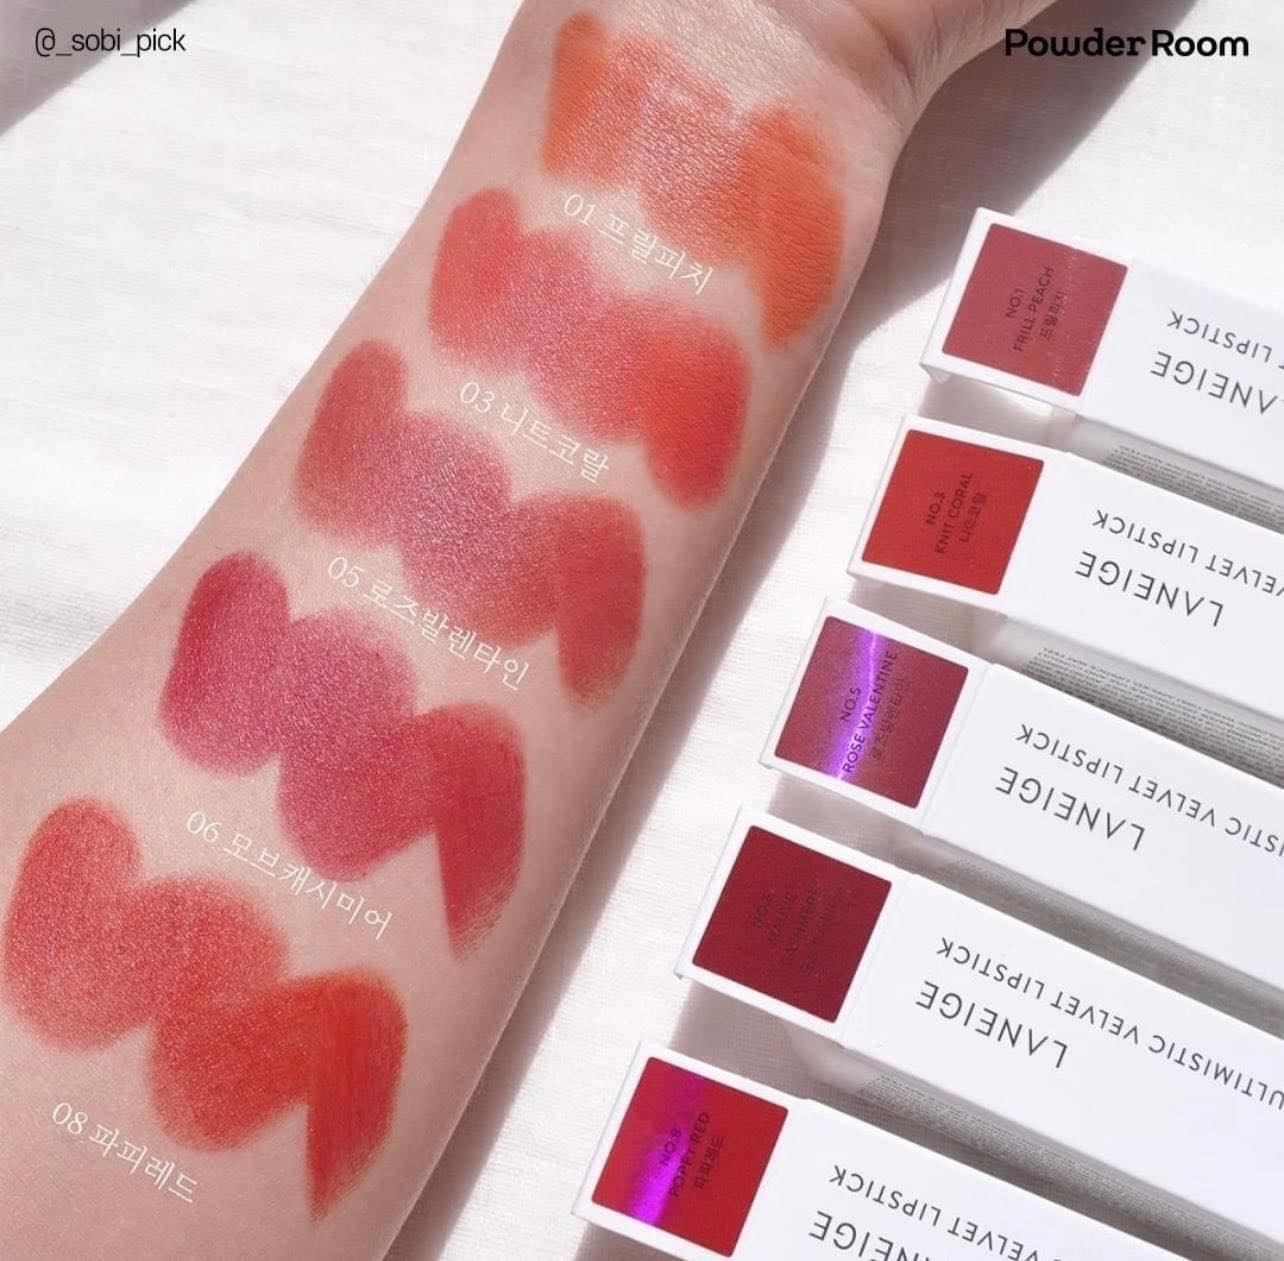 @_sobi_pick
Powder Room
01 프릴피치
03 니트코랄
05 로즈발렌타인
06 모브캐시미어
08 파피레드
NO.1
FRILL PEACH
프릴피치
LIPSTICK
LANEIGE
NO.3
KNIT CORAL
니트코랄
VELVET LIPSTICK
LANEIGE
NO.5
ROSE VALENTINE
로즈발렌타인
VELVET LIPSTICK
LANEIGE
NO.6
MAUVE
CASHMERE
VELVET LIPSTICK
LANEIGE
NO.8
POPPY RED
파피레드
VELVET LIPSTICK
LANEIGE